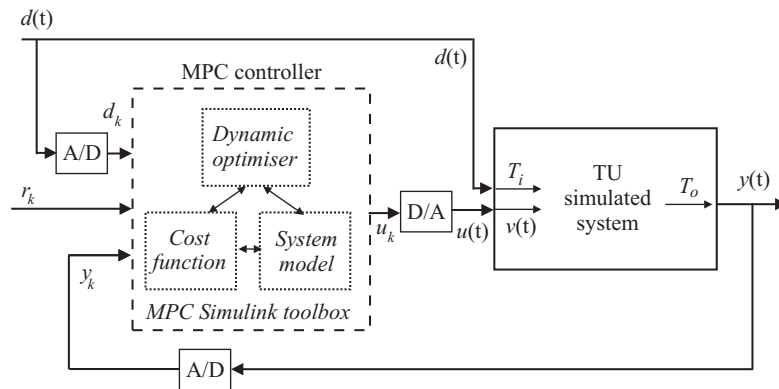 d(t)
d(t)
MPC controller
d_k
A/D
Dynamic
optimiser
r_k
Cost
function
System
model
y_k
MPC Simulink toolbox
u_k
D/A
u(t)
T_i
v(t)
TU
simulated
system
T_o
y(t)
A/D